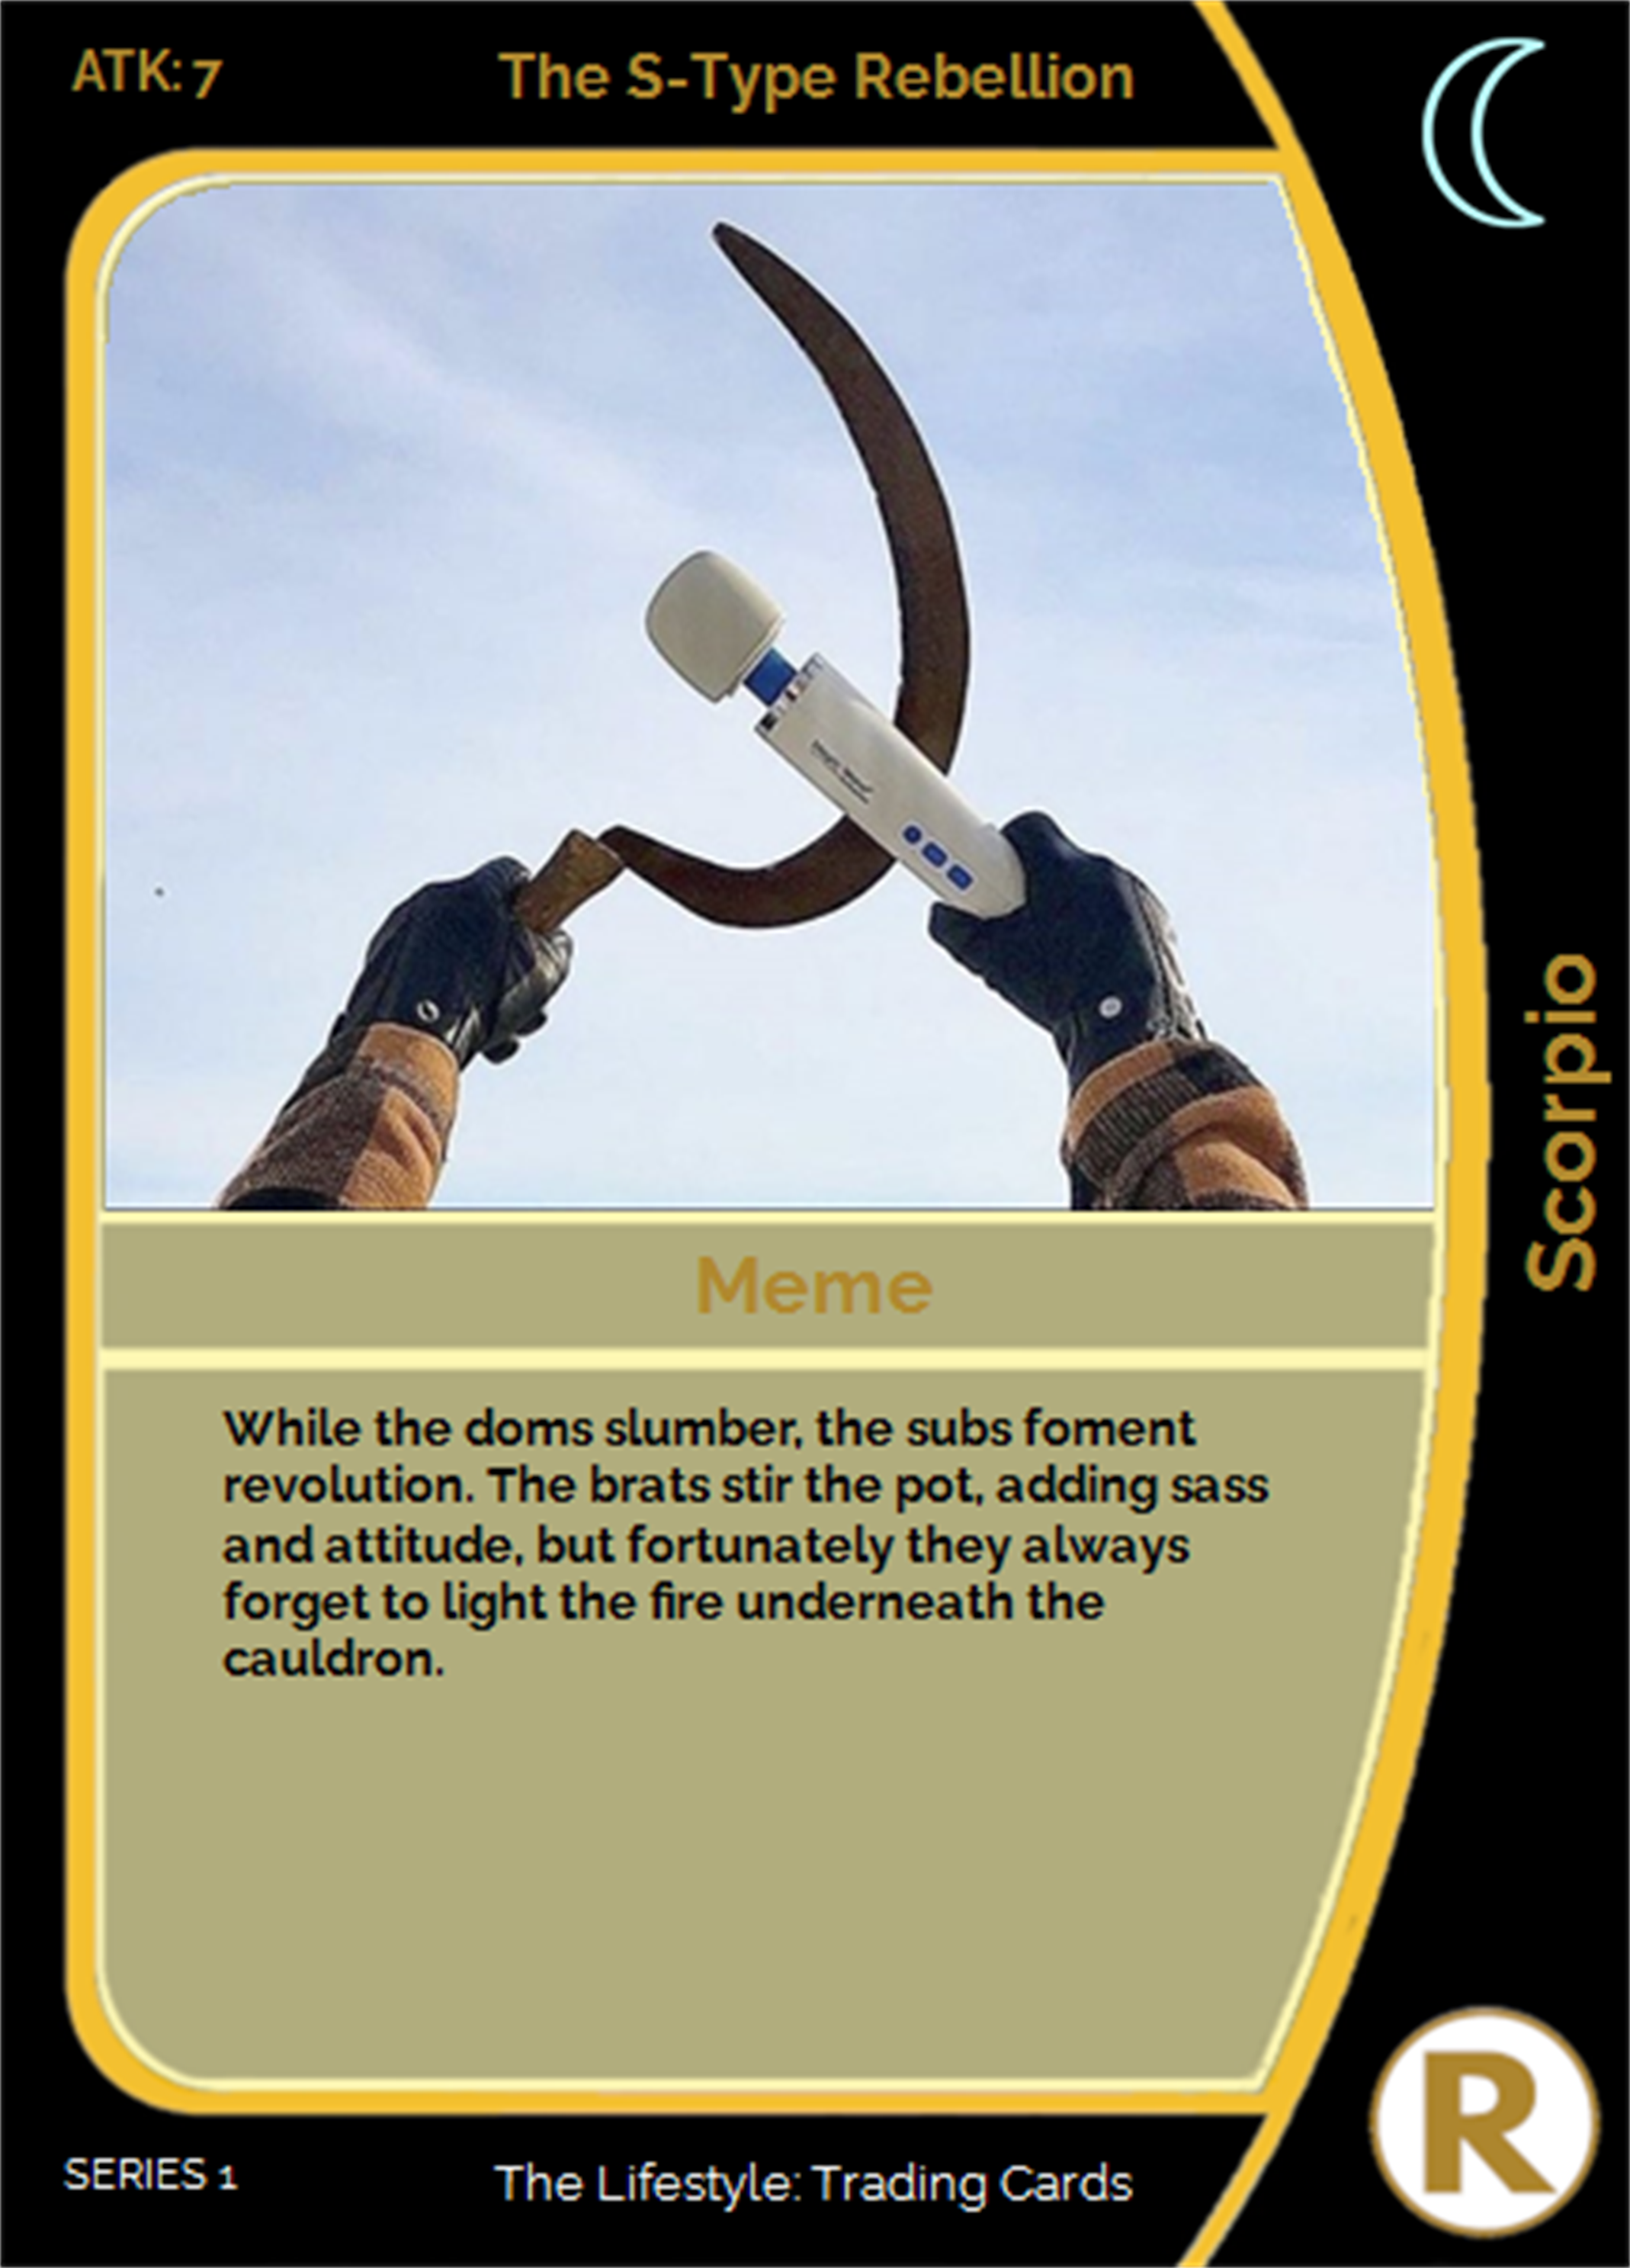 ATK: 7
The S-Type Rebellion
Scorpio
Meme
While the doms slumber, the subs foment
revolution. The brats stir the pot, adding sass
and attitude, but fortunately they always
forget to light the fire underneath the
cauldron.
SERIES 1
The Lifestyle: Trading Cards
R